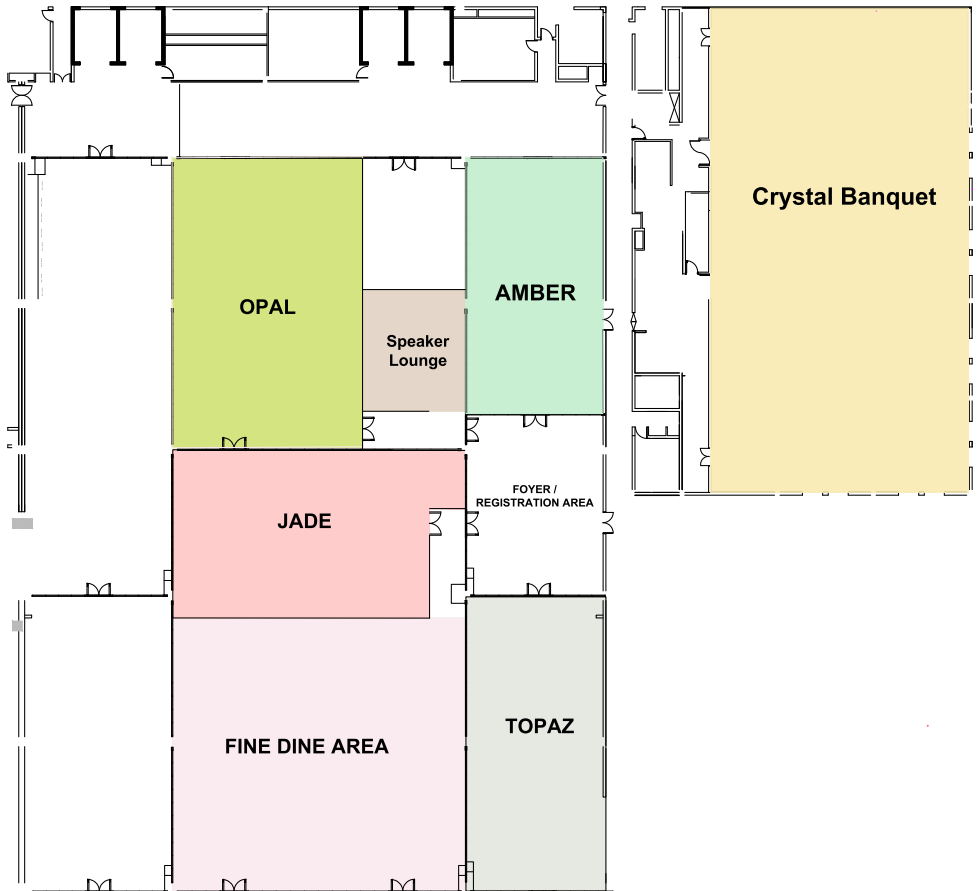 Crystal Banquet
OPAL
AMBER
Speaker
Lounge
FOYER /
REGISTRATION AREA
JADE
FINE DINE AREA
TOPAZ